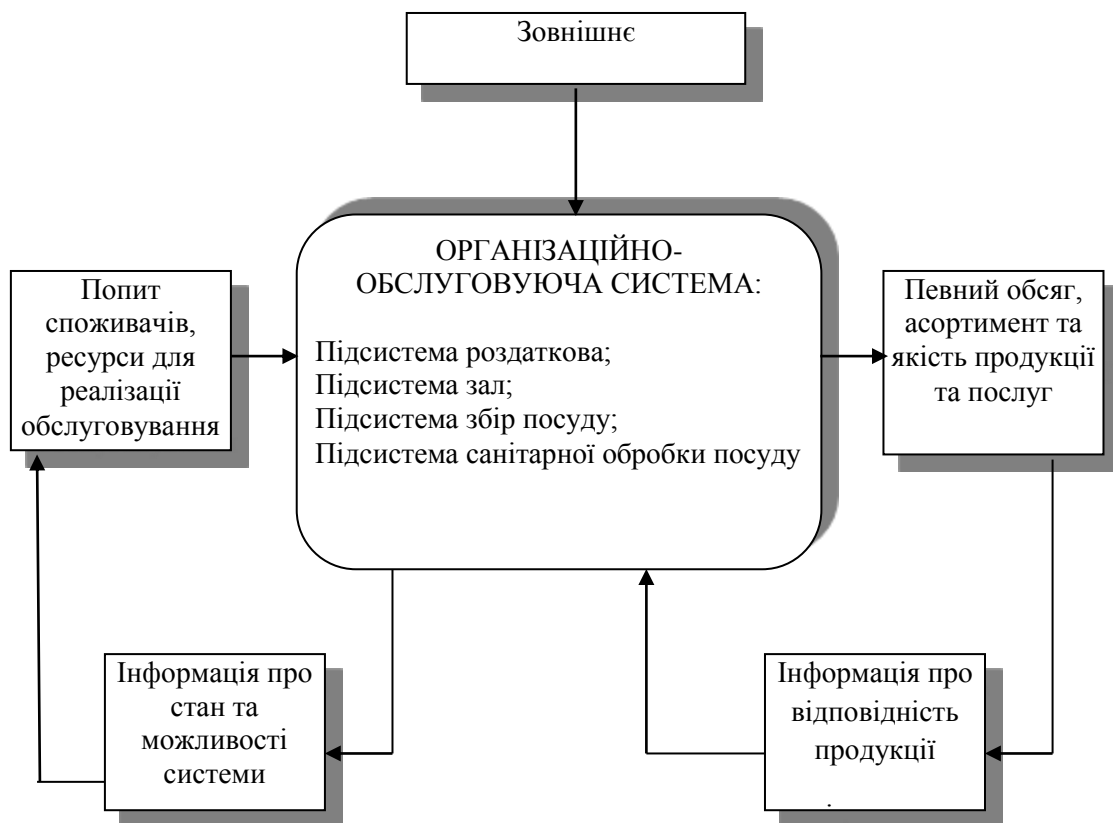 Зовнішнє
ОРГАНІЗАЦІЙНО-
ОБСЛУГОВУЮЧА СИСТЕМА:
Підсистема роздаткова;
Підсистема зал;
Підсистема збір посуду;
Підсистема санітарної обробки посуду
Попит
споживачів,
ресурси для
реалізації
обслуговування
Певний обсяг,
асортимент та
якість продукції
та послуг
Інформація про
стан та
можливості
системи
Інформація про
відповідність
продукції